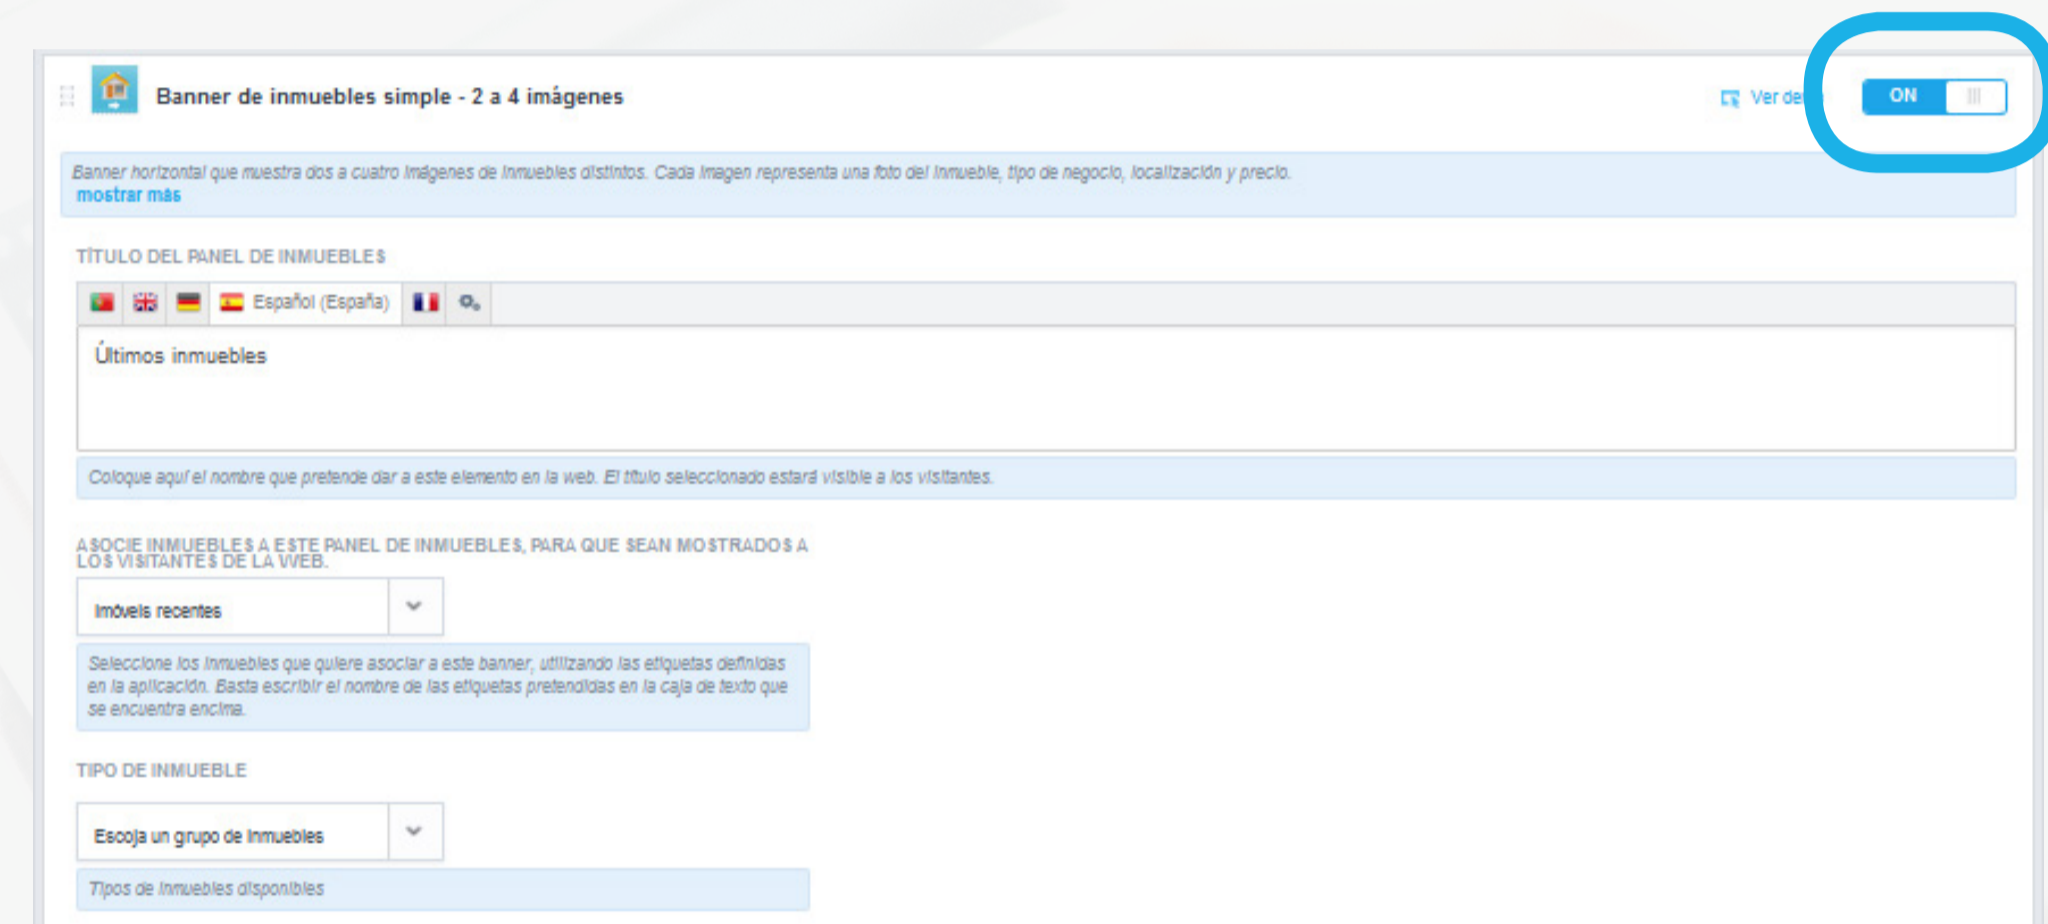 Banner de inmuebles simple - 2 a 4 imágenes
Ver de
ON
Banner horizontal que muestra dos a cuatro imágenes de inmuebles distintos. Cada imagen representa una foto del inmueble, tipo de negocio, localización y precio.
mostrar más
TÍTULO DEL PANEL DE INMUEBLES
Español (España)
Últimos inmuebles
Coloque aquí el nombre que pretende dar a este elemento en la web. El título seleccionado estará visible a los visitantes.
ASOCIE INMUEBLES A ESTE PANEL DE INMUEBLES, PARA QUE SEAN MOSTRADOS A
LOS VISITANTES DE LA WEB.
Imóveis recentes
Seleccione los inmuebles que quiere asociar a este banner, utilizando las etiquetas definidas
en la aplicación. Basta escribir el nombre de las etiquetas pretendidas en la caja de texto que
se encuentra encima.
TIPO DE INMUEBLE
Escoja un grupo de inmuebles
Tipos de inmuebles disponibles